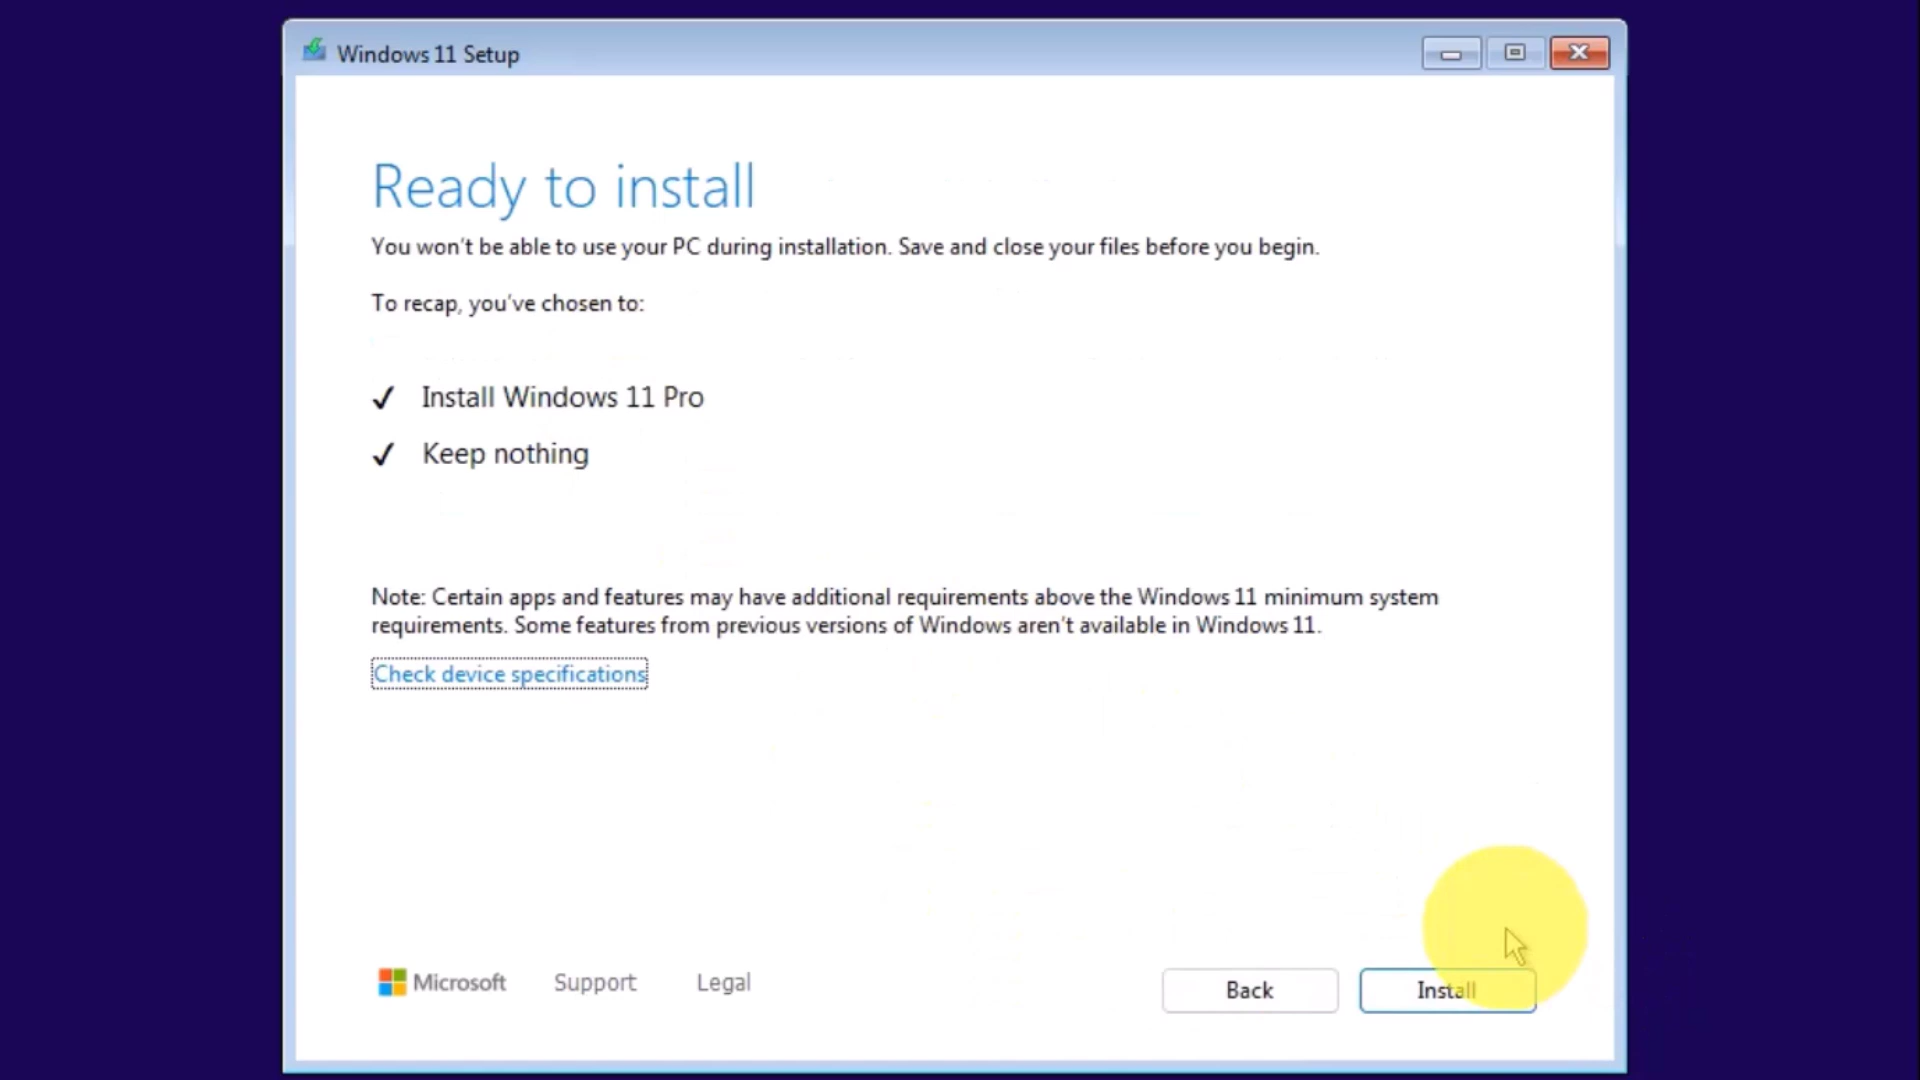 Windows 11 Setup
Ready to install
You won't be able to use your PC during installation. Save and close your files before you begin.
To recap, you've chosen to:
Install Windows 11 Pro
Keep nothing
Note: Certain apps and features may have additional requirements above the Windows 11 minimum system
requirements. Some features from previous versions of Windows aren't available in Windows 11.
Check device specifications
Microsoft Support Legal Back Install